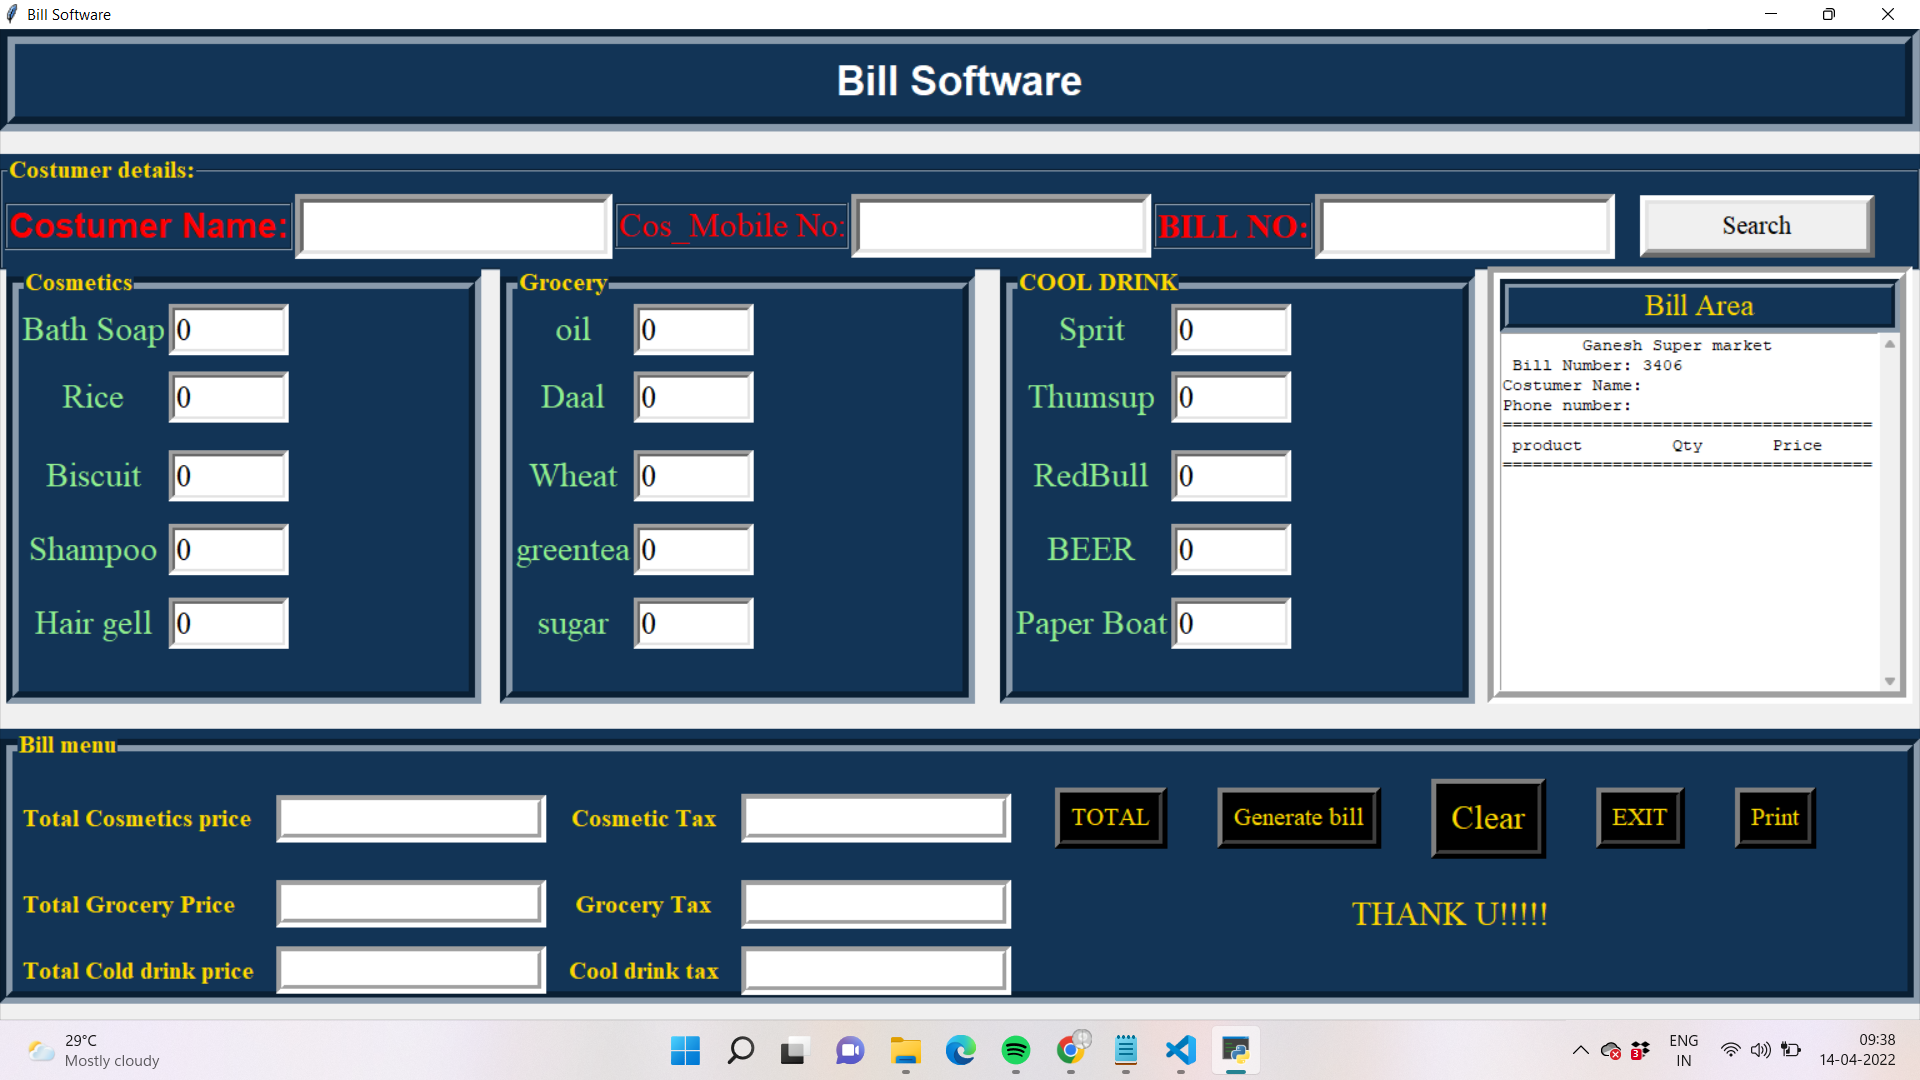 Bill Software
Bill Software
Costumer details:
Costumer Name:
Cos_Mobile No:
BILL NO:
Search
Cosmetics
Bath Soap 0
Rice 0
Biscuit 0
Shampoo 0
Hair gell 0
Grocery
oil 0
Daal 0
Wheat 0
greentea 0
sugar 0
COOL DRINK
Sprit 0
Thumsup 0
RedBull 0
BEER 0
Paper Boat 0
Bill Area
Ganesh Super market
Bill Number: 3406
Costumer Name:
Phone number:
=====================================
product Qty Price
=====================================
Bill menu
Total Cosmetics price
Cosmetic Tax
TOTAL
Generate bill
Clear
EXIT
Print
Total Grocery Price
Grocery Tax
THANK U!!!!!
Total Cold drink price
Cool drink tax
29°C
Mostly cloudy
3
ENG
IN
09:38
14-04-2022